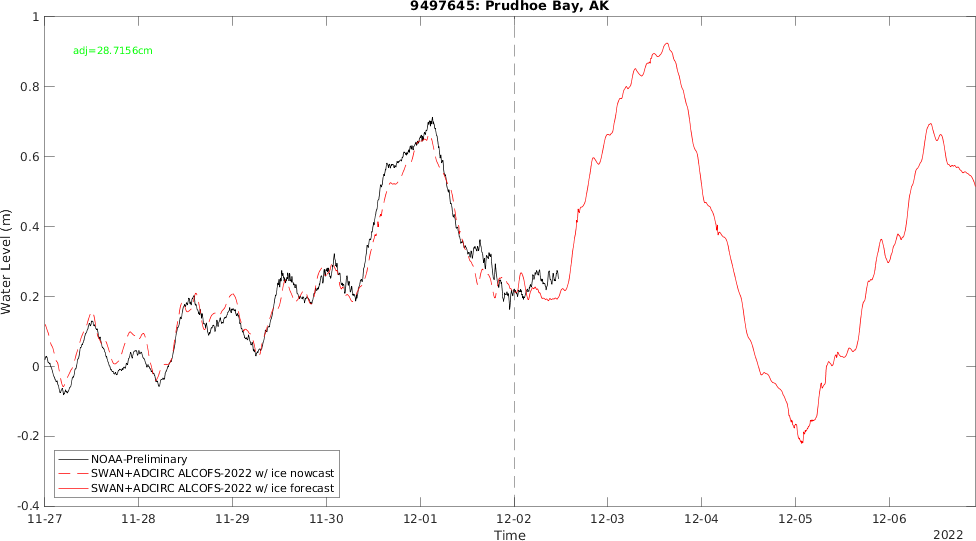 9497645: Prudhoe Bay, AK
adj=28.7156cm
1
0.8
0.6
0.4
0.2
0
-0.2
-0.4
Water Level (m)
NOAA-Preliminary
SWAN+ADCIRC ALCOFS-2022 w/ ice nowcast
SWAN+ADCIRC ALCOFS-2022 w/ ice forecast
11-27 11-28 11-29 11-30 12-01 12-02 12-03 12-04 12-05 12-06
Time
2022